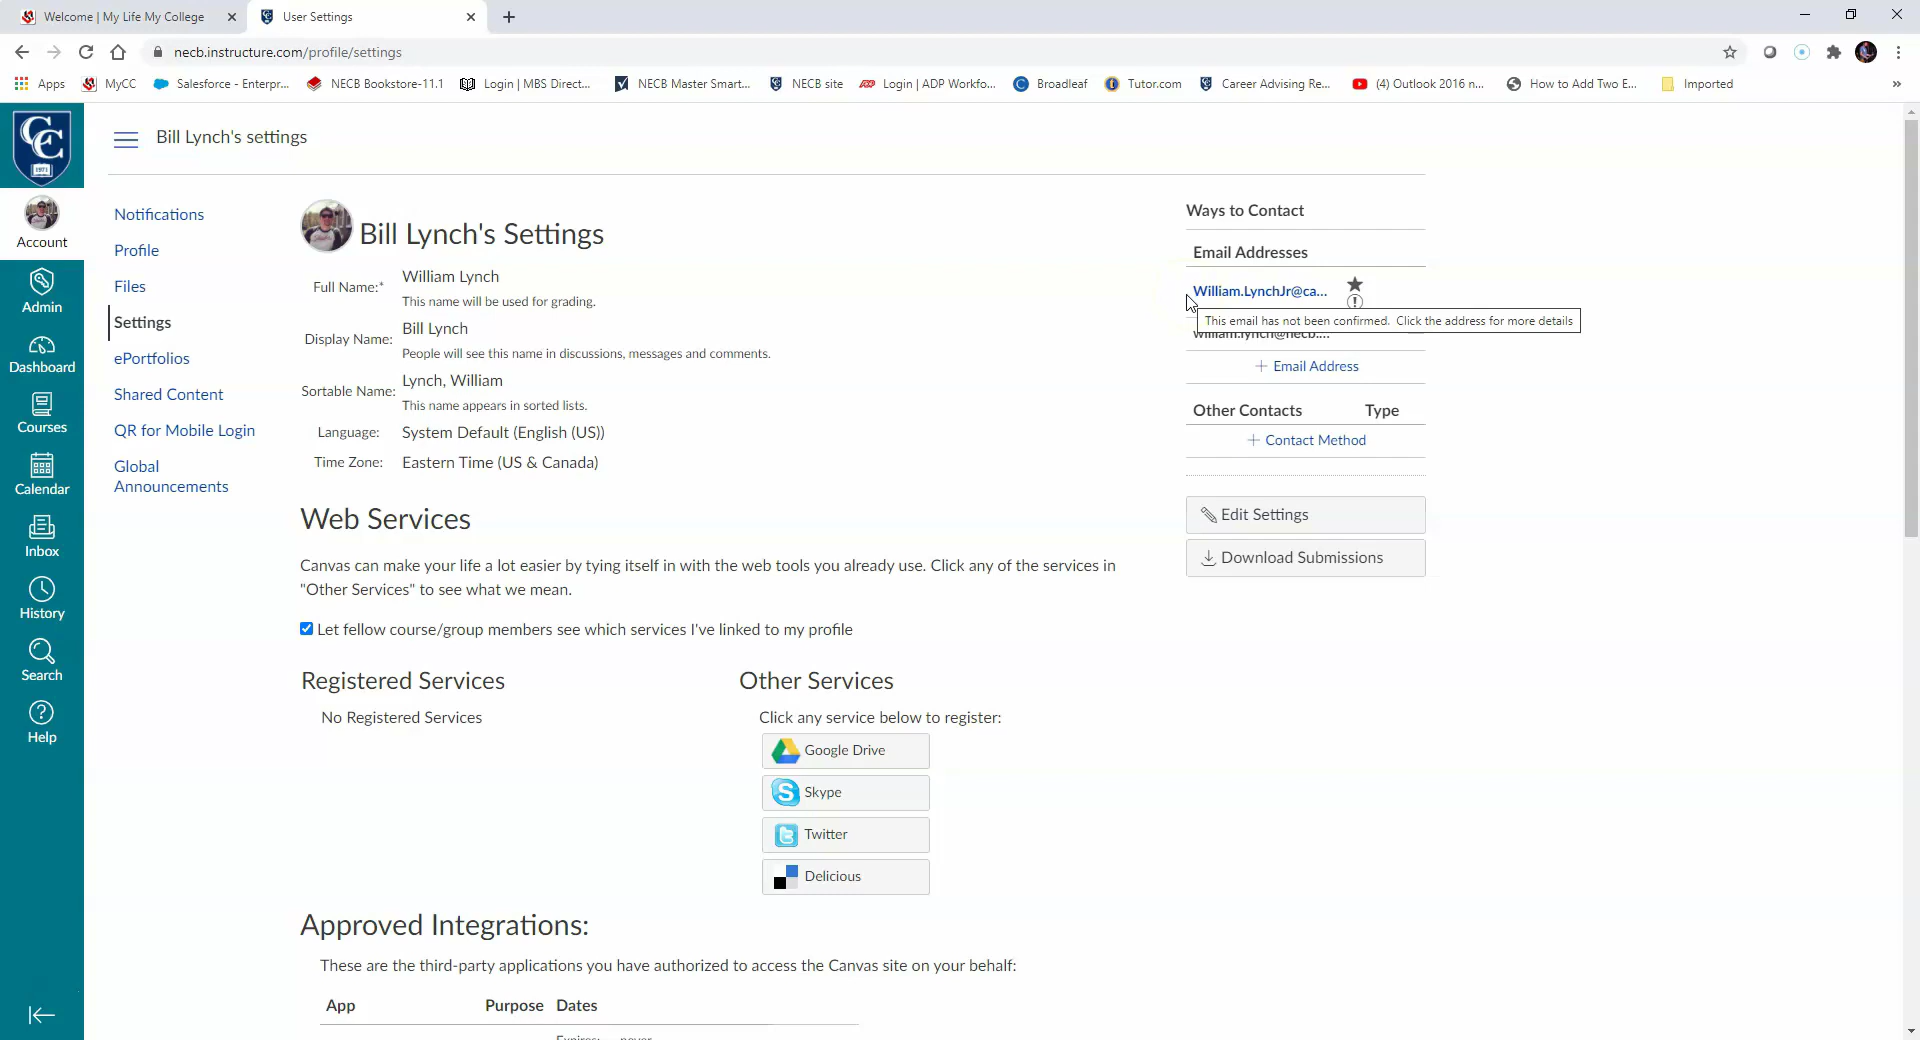 Welcome | My Life My College
User Settings
necb.instructure.com/profile/settings
Apps
MyCC
Salesforce - Enterpr...
NECB Bookstore-11.1
Login | MBS Direct...
NECB Master Smart...
NECB site
Login | ADP Workfo...
Broadleaf
Tutor.com
Career Advising Re...
(4) Outlook 2016 n...
How to Add Two E...
Imported
»
CC
1971
Account
Admin
Dashboard
Courses
Calendar
Inbox
History
Search
Help
Bill Lynch's settings
Notifications
Profile
Files
Settings
ePortfolios
Shared Content
QR for Mobile Login
Global
Announcements
Bill Lynch's Settings
Full Name:* William Lynch
This name will be used for grading.
Display Name: Bill Lynch
People will see this name in discussions, messages and comments.
Sortable Name: Lynch, William
This name appears in sorted lists.
Language: System Default (English (US))
Time Zone: Eastern Time (US & Canada)
Web Services
Canvas can make your life a lot easier by tying itself in with the web tools you already use. Click any of the services in
"Other Services" to see what we mean.
Let fellow course/group members see which services I've linked to my profile
Registered Services
No Registered Services
Other Services
Click any service below to register:
Google Drive
Skype
Twitter
Delicious
Approved Integrations:
These are the third-party applications you have authorized to access the Canvas site on your behalf:
App Purpose Dates
Expires: never
Ways to Contact
Email Addresses
William.LynchJr@ca...
This email has not been confirmed. Click the address for more details
william.lynch@necb....
+ Email Address
Other Contacts Type
+ Contact Method
Edit Settings
Download Submissions